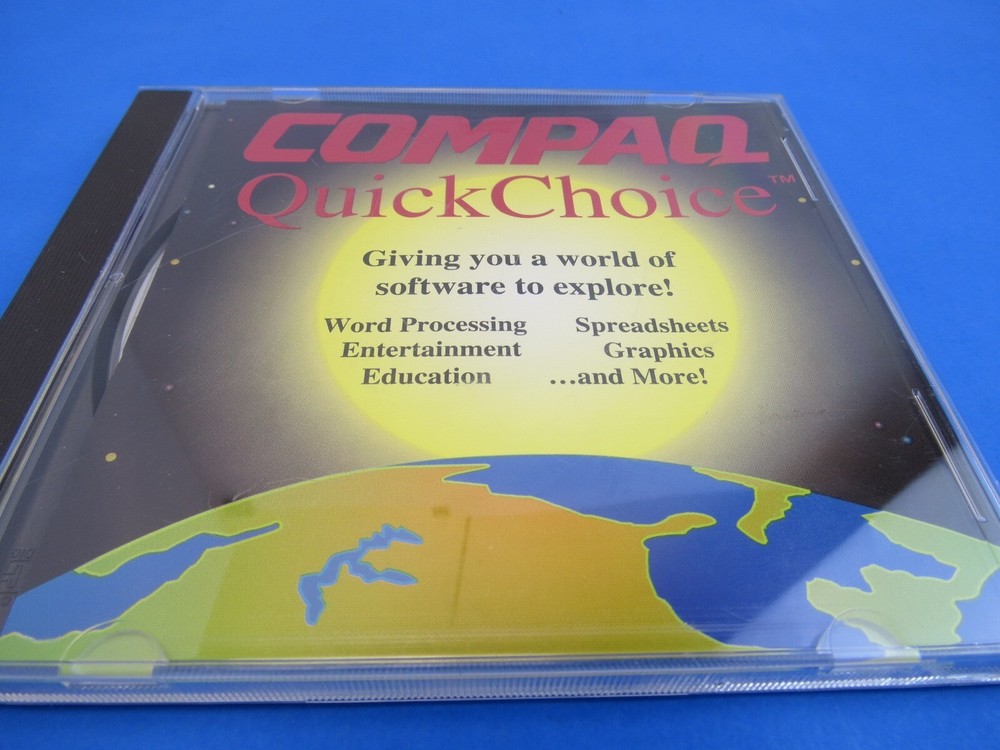 COMPAQ
QuickChoice™
Giving you a world of
software to explore!
Word Processing Spreadsheets
Entertainment Graphics
Education ...and More!